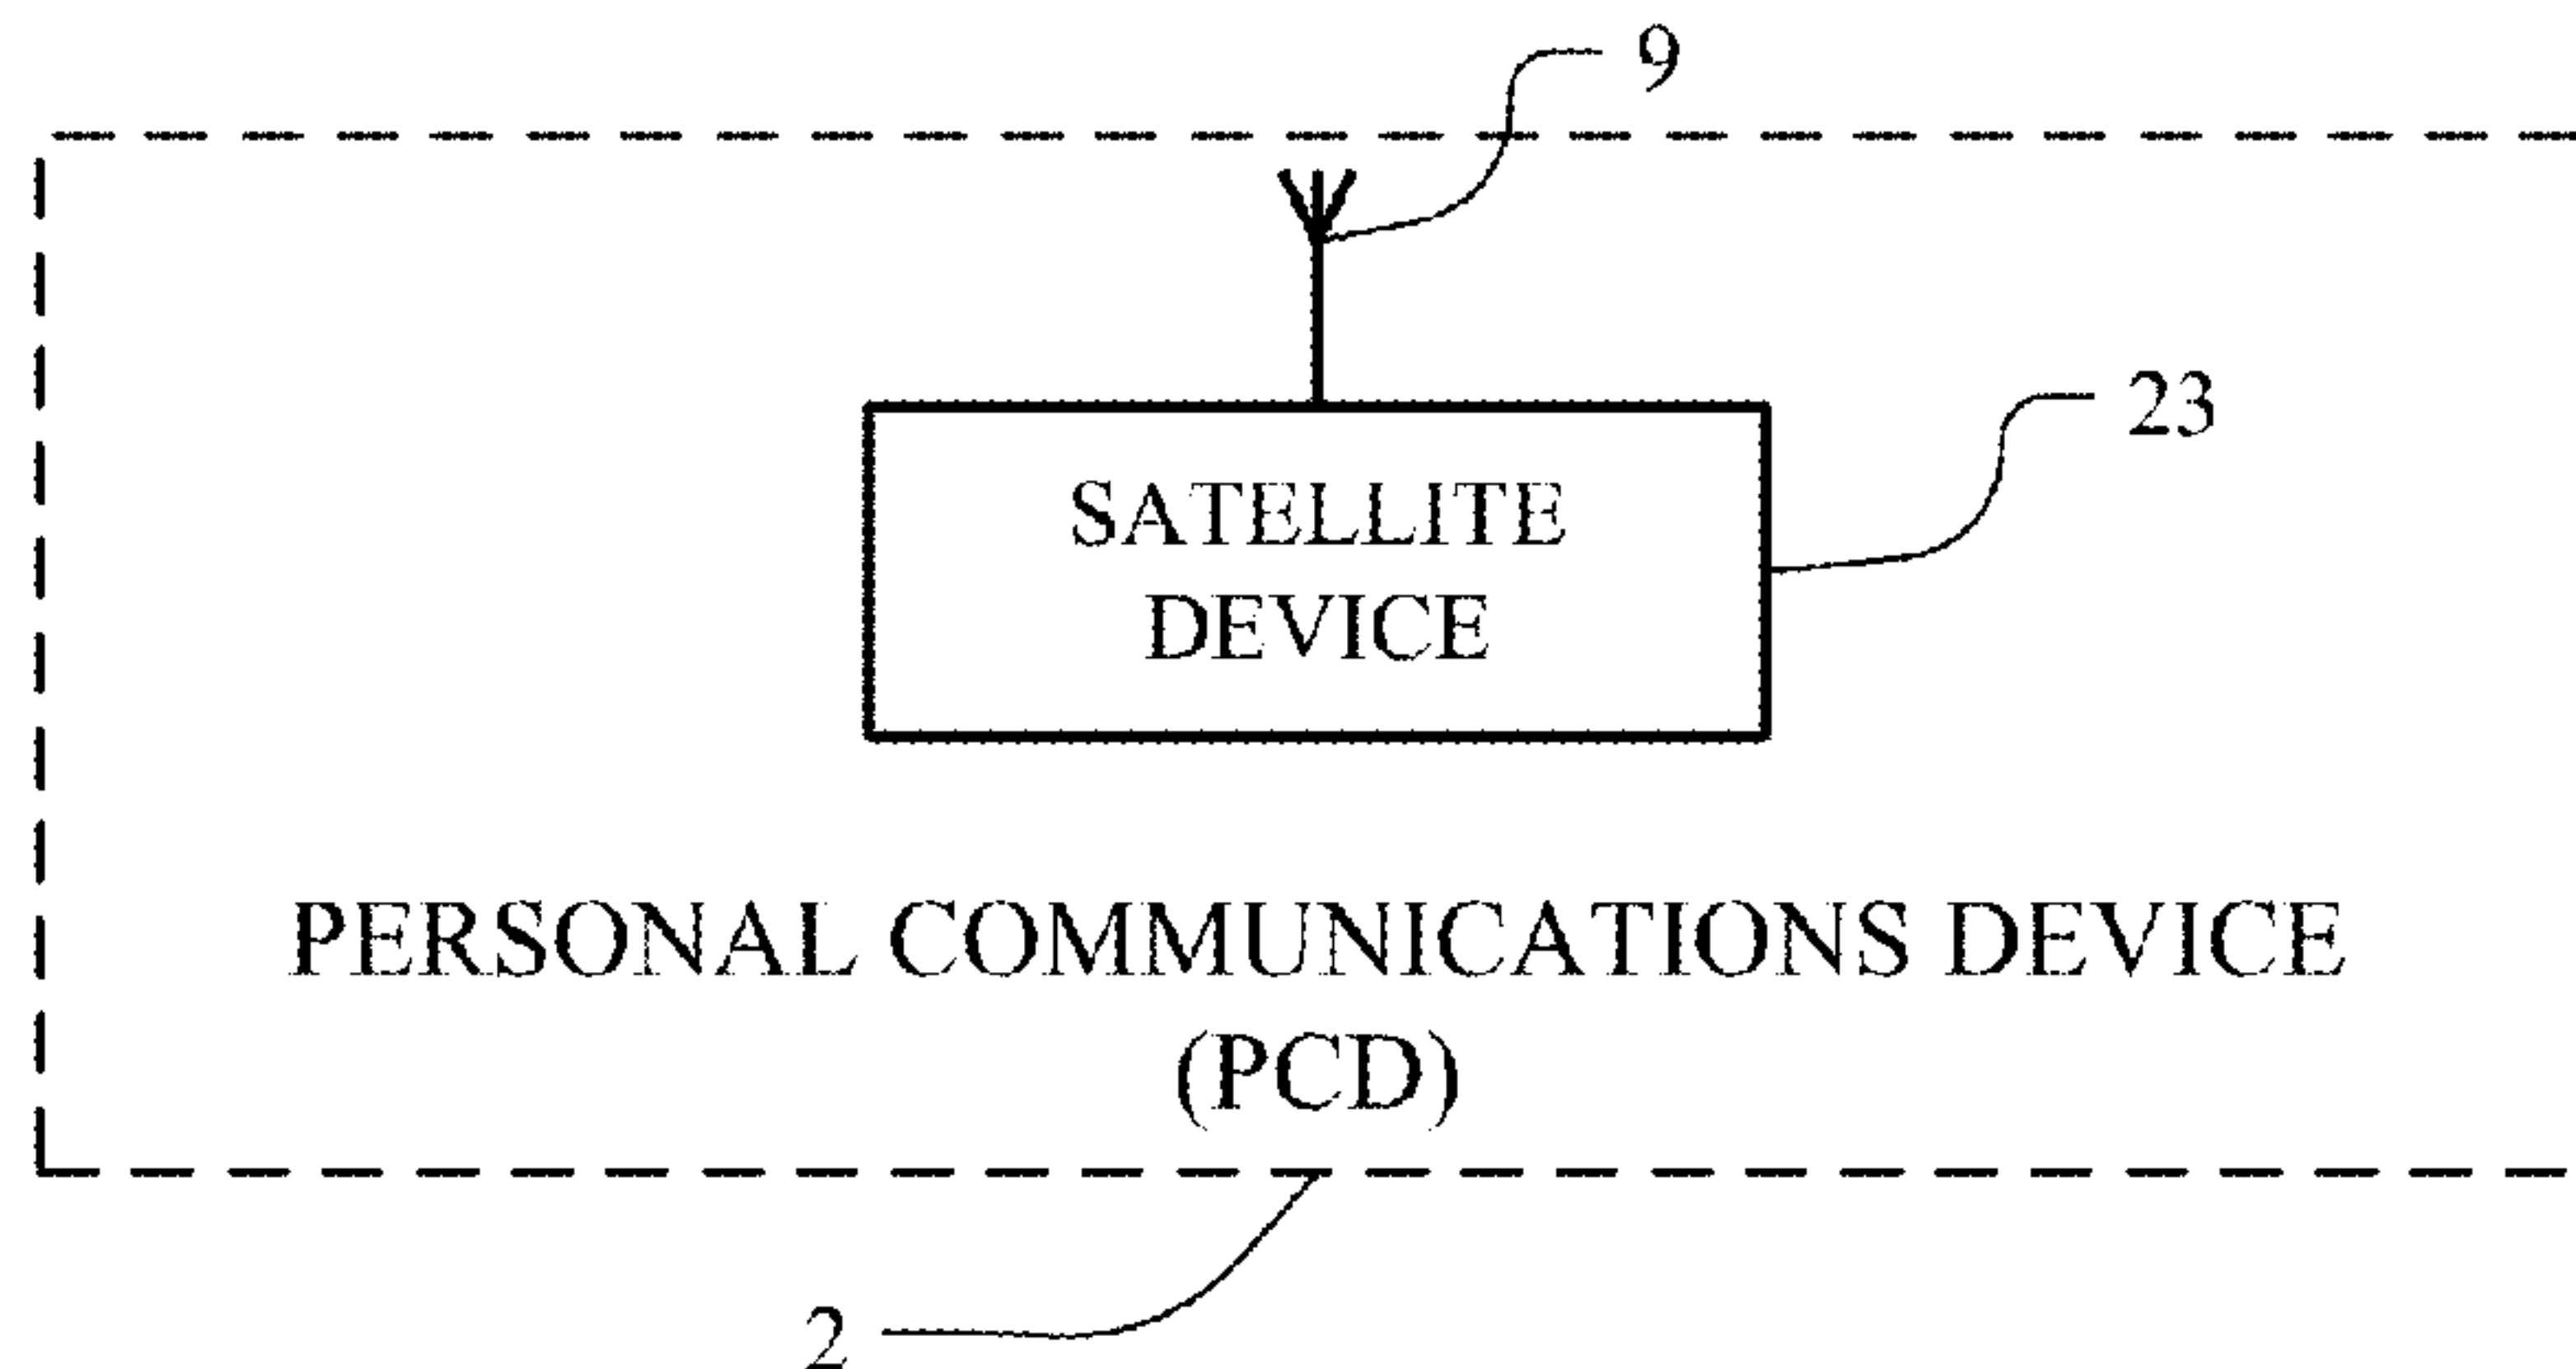 9
23
SATELLITE
DEVICE
PERSONAL COMMUNICATIONS DEVICE
(PCD)
2